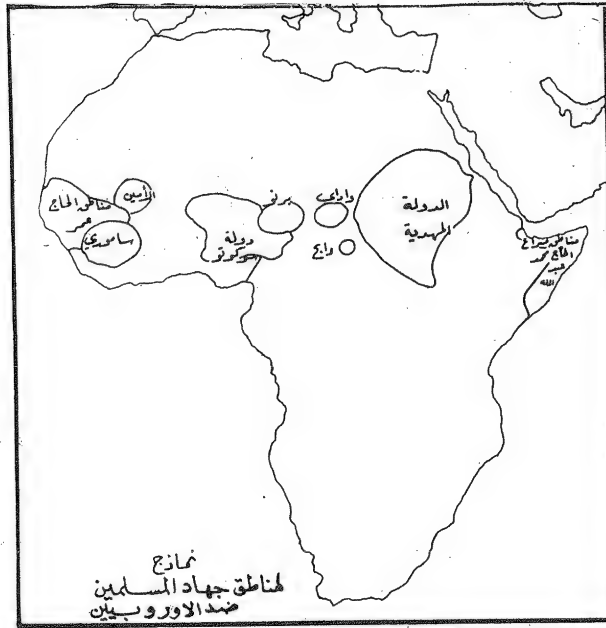 الأمين
مناطق الحاج
عمر
ساموري
برنو
دولة
سوكوتو
واداي
رابح
الدولة
المهدية
مناطق صراع
الحاج محمد
عبد
الله
نماذج
لمناطق جهاد المسلمين
ضد الاوروبيين